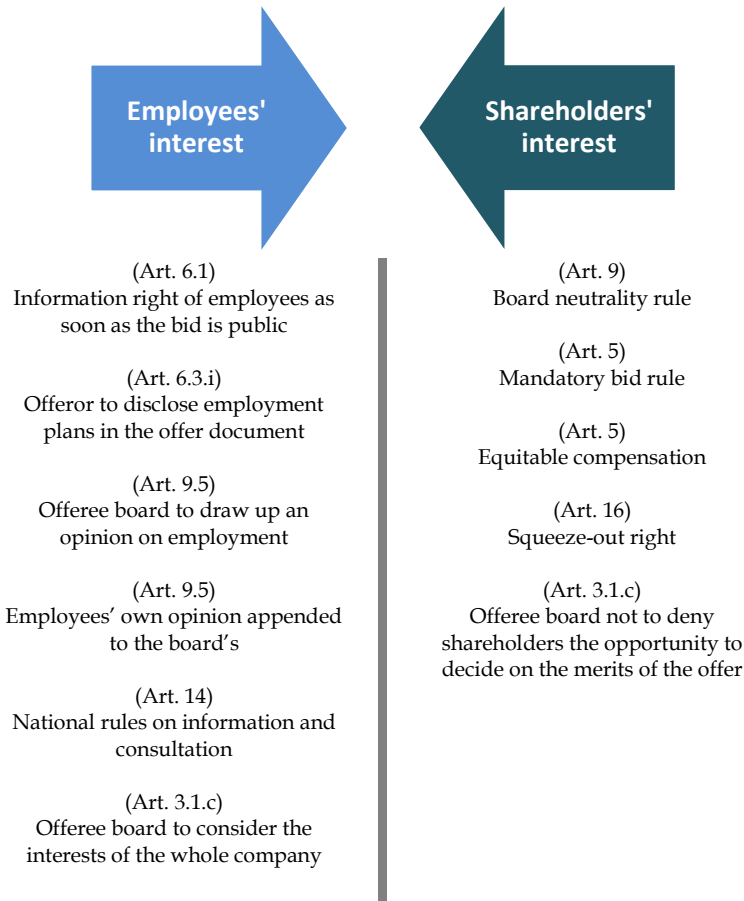 Employees'
interest
(Art. 6.1)
Information right of employees as
soon as the bid is public
(Art. 6.3.i)
Offeror to disclose employment
plans in the offer document
(Art. 9.5)
Offeree board to draw up an
opinion on employment
(Art. 9.5)
Employees’ own opinion appended
to the board’s
(Art. 14)
National rules on information and
consultation
(Art. 3.1.c)
Offeree board to consider the
interests of the whole company
Shareholders'
interest
(Art. 9)
Board neutrality rule
(Art. 5)
Mandatory bid rule
(Art. 5)
Equitable compensation
(Art. 16)
Squeeze-out right
(Art. 3.1.c)
Offeree board not to deny
shareholders the opportunity to
decide on the merits of the offer